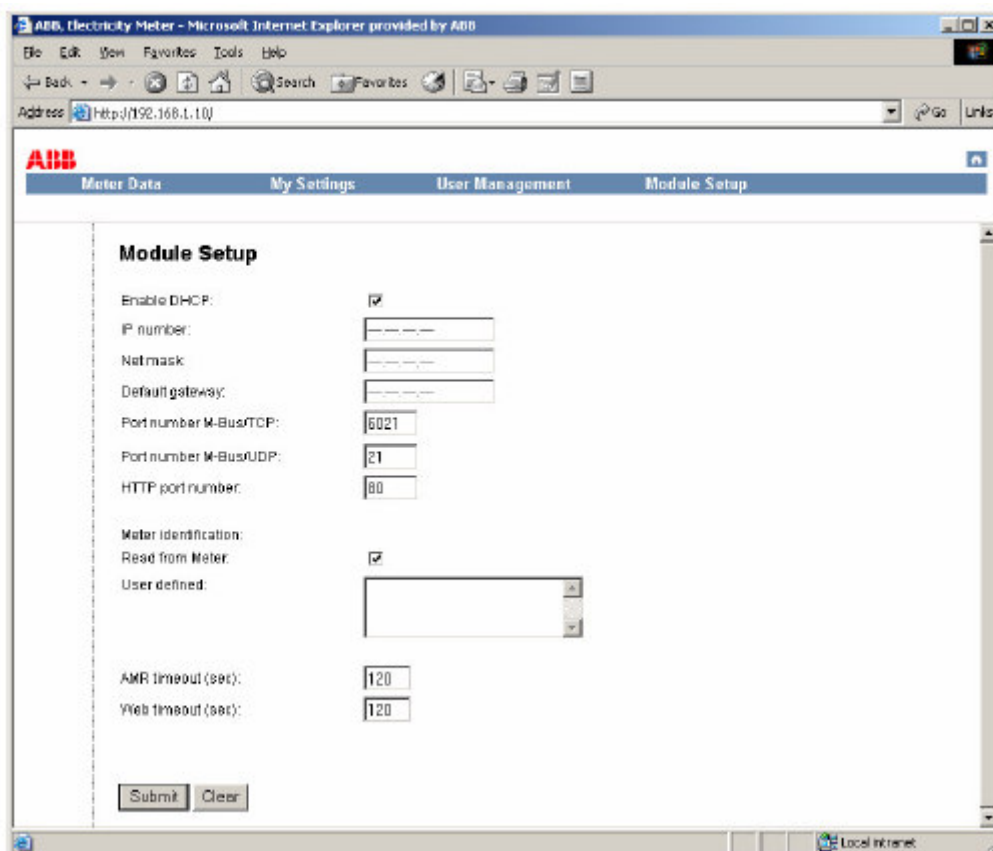 ABB, Electricity Meter - Microsoft Internet Explorer provided by ABB
File Edit View Favorites Tools Help
Back Search Favorites
Address http://192.168.1.10/ Go Links
ABB
Meter Data My Settings User Management Module Setup
Module Setup
Enable DHCP:
IP number: ---.---.---.---
Net mask: ---.---.---.---
Default gateway: ---.---.---.---
Port number M-Bus/TCP: 6021
Port number M-Bus/UDP: 21
HTTP port number: 80
Meter identification:
Read from Meter:
User defined:
AMR timeout (sec): 120
Web timeout (sec): 120
Submit Clear
Local intranet